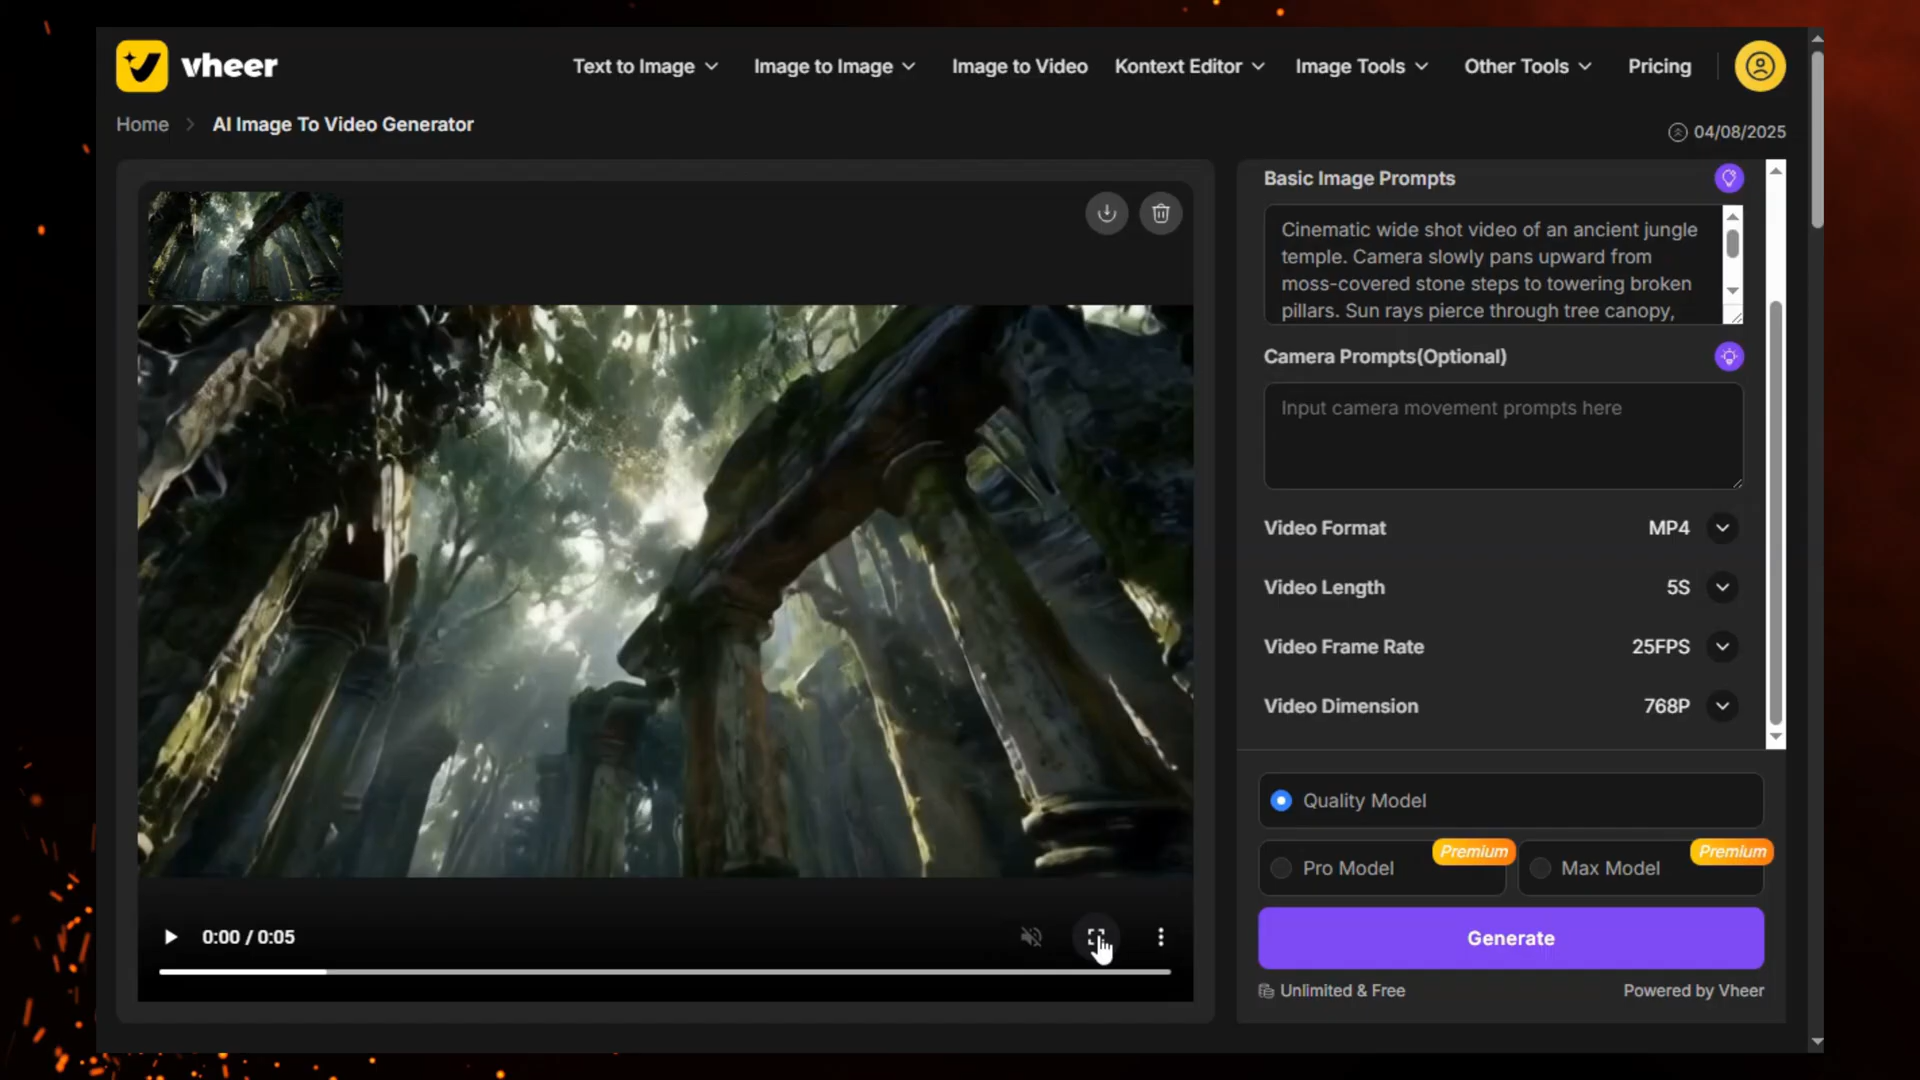 vheer
Text to Image
Image to Image
Image to Video
Kontext Editor
Image Tools
Other Tools
Pricing
Home
AI Image To Video Generator
04/08/2025
Basic Image Prompts
Cinematic wide shot video of an ancient jungle
temple. Camera slowly pans upward from
moss-covered stone steps to towering broken
pillars. Sun rays pierce through tree canopy,
Camera Prompts(Optional)
Input camera movement prompts here
Video Format MP4
Video Length 5S
Video Frame Rate 25FPS
Video Dimension 768P
Quality Model
Pro Model Premium
Max Model Premium
0:00 / 0:05
Generate
Unlimited & Free
Powered by Vheer